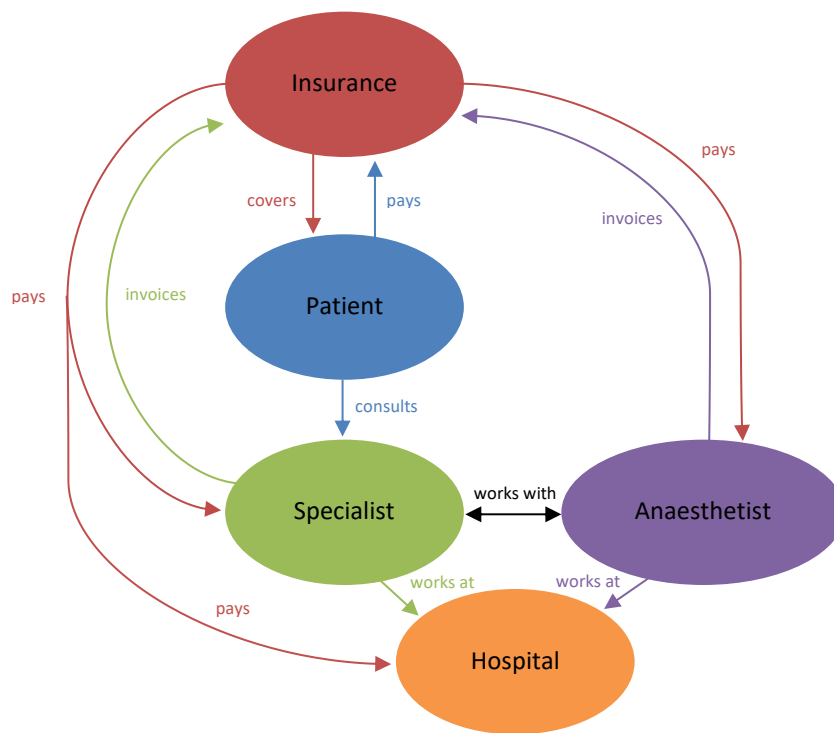 Insurance
pays
covers
pays
pays
invoices
invoices
Patient
consults
works with
Specialist
Anaesthetist
works at
works at
pays
Hospital